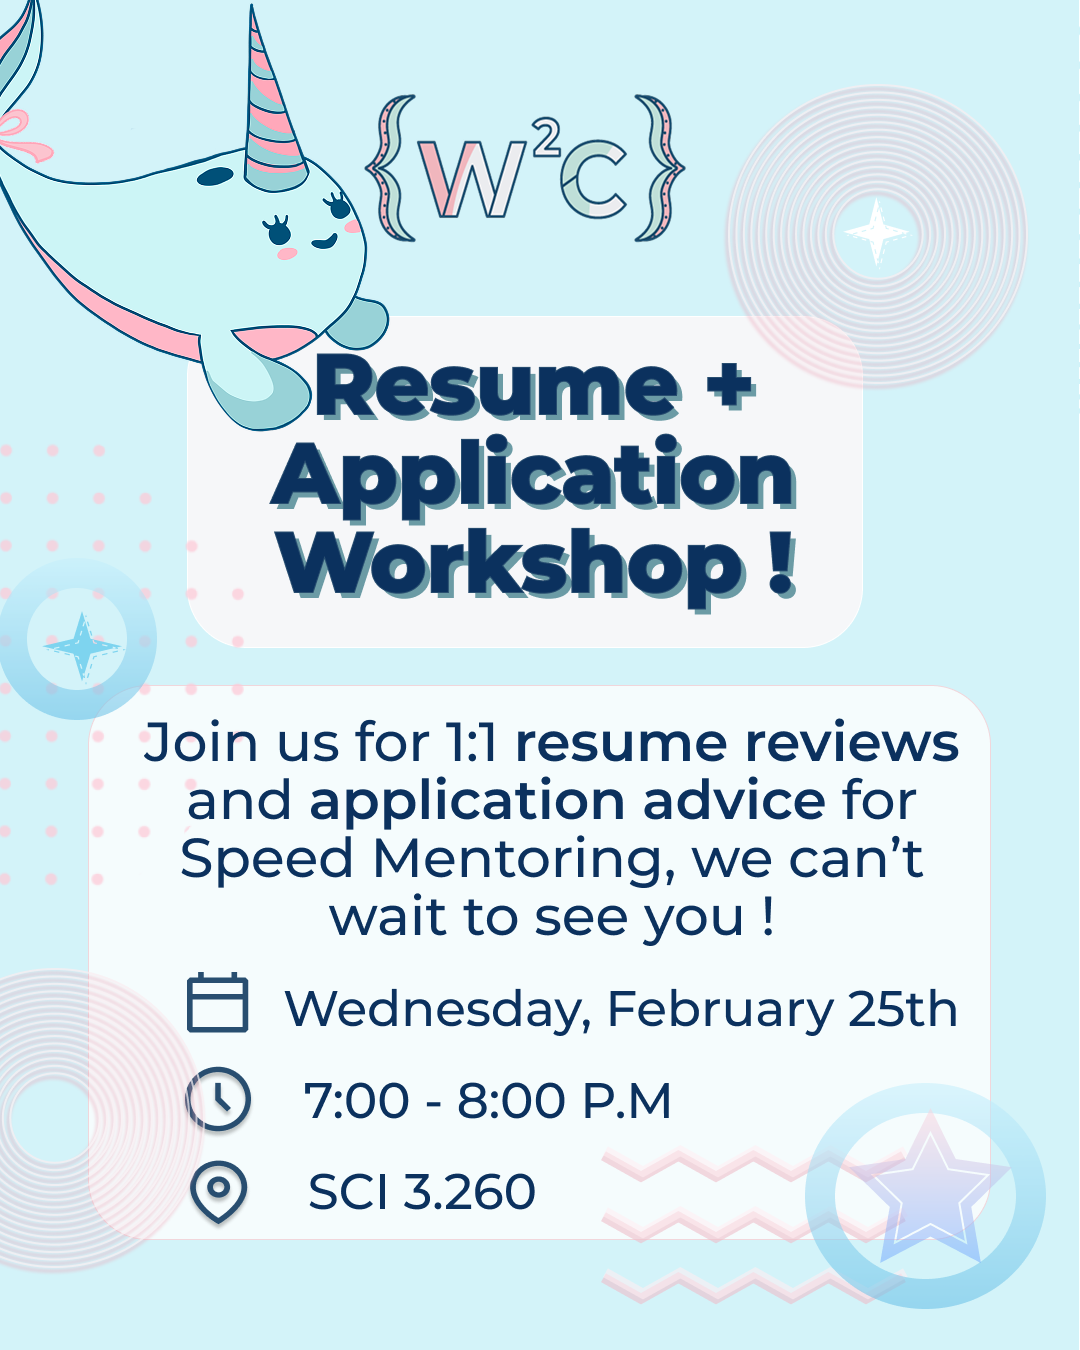 {W²C}
Resume +
Application
Workshop !
Join us for 1:1 resume reviews
and application advice for
Speed Mentoring, we can’t
wait to see you !
Wednesday, February 25th
7:00 - 8:00 P.M
SCI 3.260